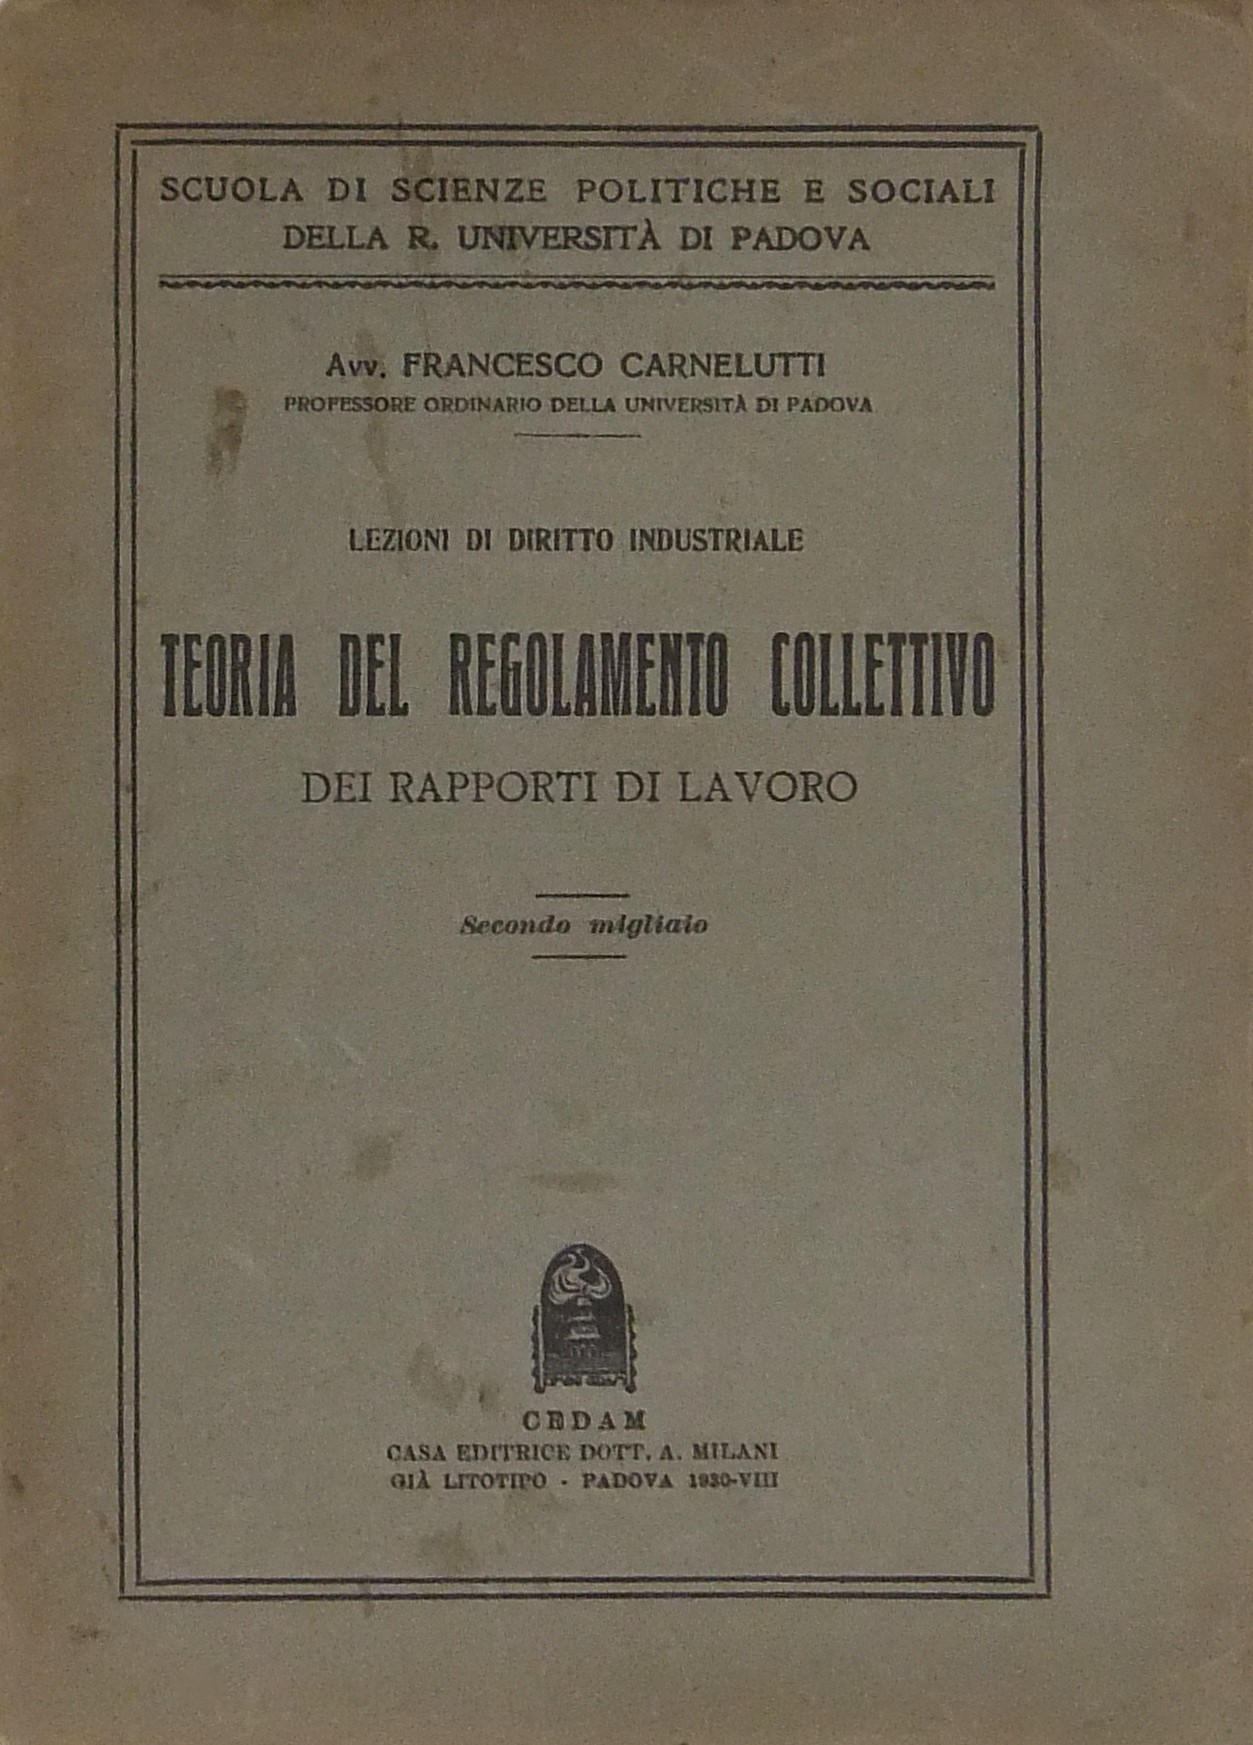 SCUOLA DI SCIENZE POLITICHE E SOCIALI
DELLA R. UNIVERSITÀ DI PADOVA
Avv. FRANCESCO CARNELUTTI
PROFESSORE ORDINARIO DELLA UNIVERSITÀ DI PADOVA
LEZIONI DI DIRITTO INDUSTRIALE
TEORIA DEL REGOLAMENTO COLLETTIVO
DEI RAPPORTI DI LAVORO
Secondo migliaio
CEDAM
CASA EDITRICE DOTT. A. MILANI
GIÀ LITOTIPO - PADOVA 1930-VIII